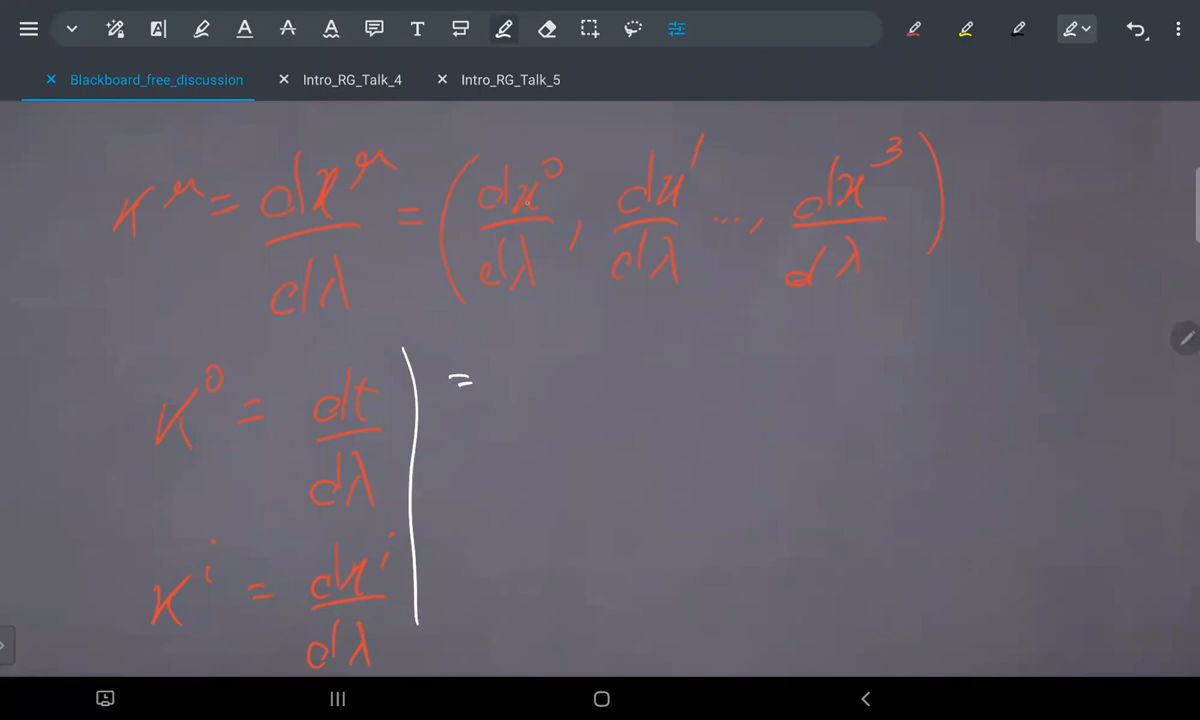 Blackboard_free_discussion Intro_RG_Talk_4 Intro_RG_Talk_5
K^μ = dx^μ/dλ = (dx^0/dλ, dx^1/dλ ..., dx^3/dλ)
K^0 = dt/dλ | =
K^i = dx^i/dλ